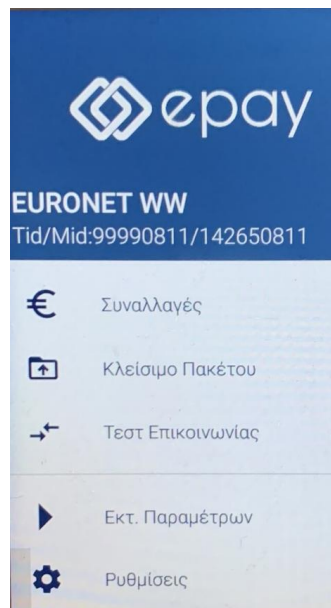 epay
EURONET WW
Tid/Mid:99990811/142650811
Συναλλαγές
Κλείσιμο Πακέτου
Τεστ Επικοινωνίας
Εκτ. Παραμέτρων
Ρυθμίσεις